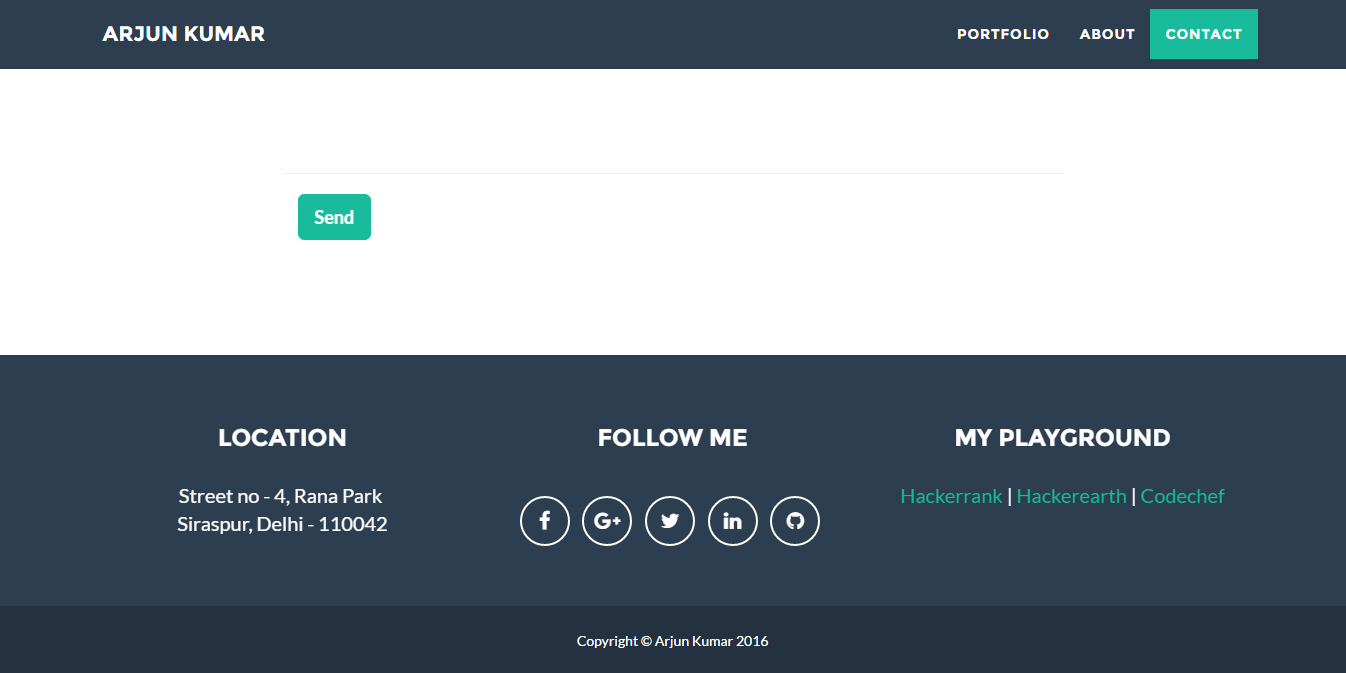 ARJUN KUMAR
PORTFOLIO ABOUT CONTACT
Send
LOCATION
Street no - 4, Rana Park
Siraspur, Delhi - 110042
FOLLOW ME
G+
in
MY PLAYGROUND
Hackerrank | Hackerearth | Codechef
Copyright © Arjun Kumar 2016